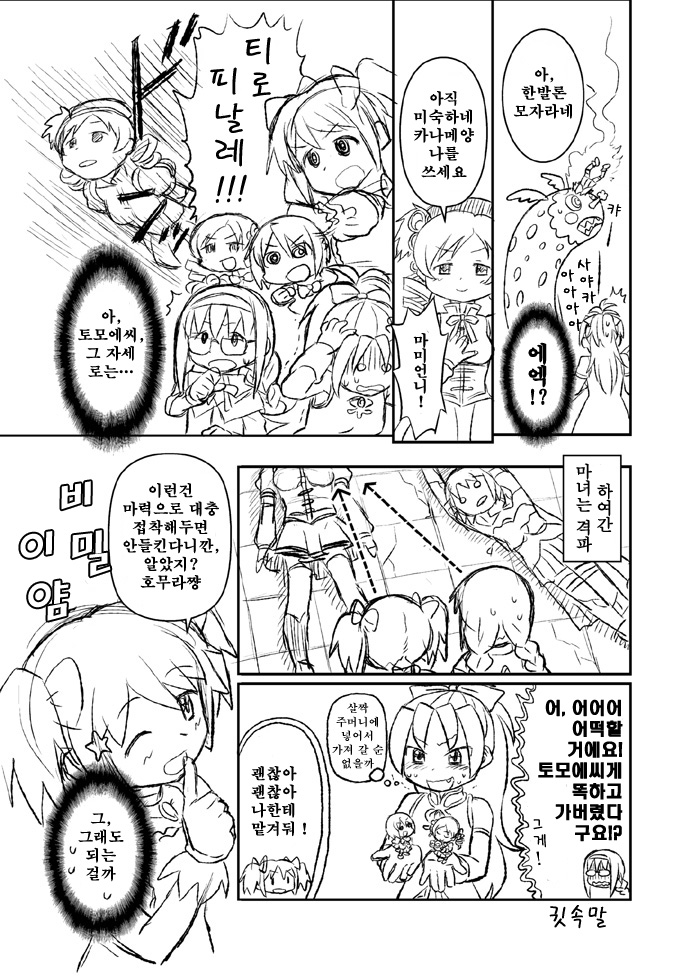 아,
한발론
모자라네
캬
사야카
아아아아
에엑!?
아직
미숙하네
카나메양
나를
쓰세요
마미언니!
티로
피날레!!!
아,
토모에씨,
그 자세
로는…
하여간
마녀는 격파
이런건
마력으로 대충
접착해두면
안들킨다니깐,
알았지?
호무라쨩
비
이밀
얌
그,
그래도
되는
걸까
어, 어어어
어떡할
거에요!
토모에씨게
똑하고
가버렸다
구요!?
그게!
귓속말
살짝
주머니에
넣어서
가져 갈 순
없을까
괜찮아
괜찮아
나한테
맡겨둬!